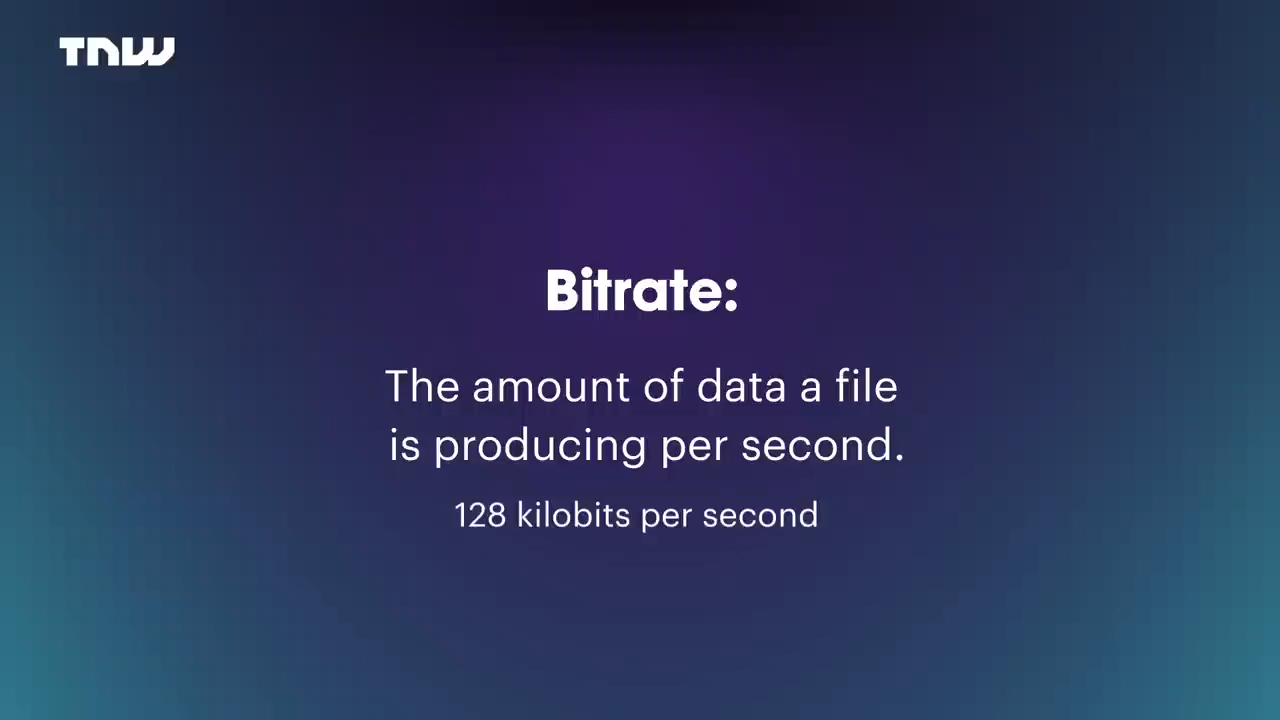 TNW
Bitrate:
The amount of data a file
is producing per second.
128 kilobits per second